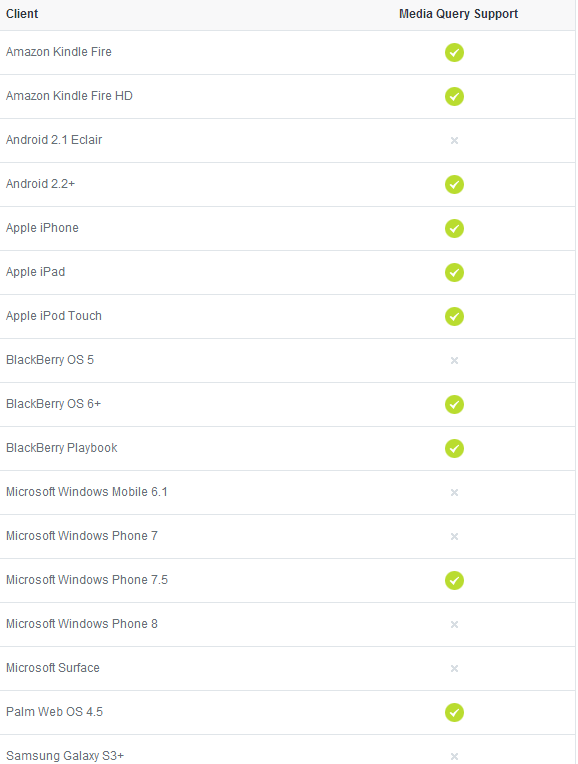 Client Media Query Support
Amazon Kindle Fire
Amazon Kindle Fire HD
Android 2.1 Eclair
Android 2.2+
Apple iPhone
Apple iPad
Apple iPod Touch
BlackBerry OS 5
BlackBerry OS 6+
BlackBerry Playbook
Microsoft Windows Mobile 6.1
Microsoft Windows Phone 7
Microsoft Windows Phone 7.5
Microsoft Windows Phone 8
Microsoft Surface
Palm Web OS 4.5
Samsung Galaxy S3+